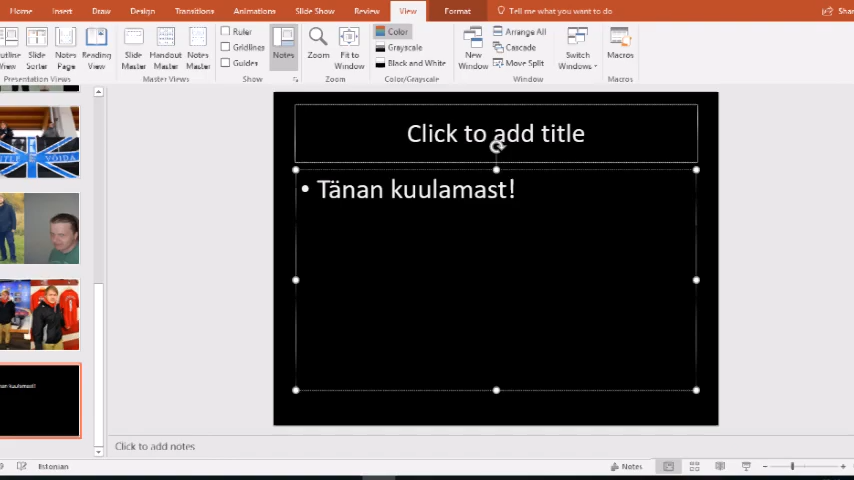 Home Insert Draw Design Transitions Animations Slide Show Review View Format Tell me what you want to do
Ruler
Gridlines
Guides
Slide Sorter
Notes Page
Reading View
Slide Master
Handout Master
Notes Master
Notes
Zoom
Fit to Window
Color
Grayscale
Black and White
New Window
Arrange All
Cascade
Move Split
Switch Windows
Macros
Presentation Views Master Views Show Zoom Color/Grayscale Window Macros
VÕIDA
Click to add title
• Tänan kuulamast!
Click to add notes
Estonian Notes